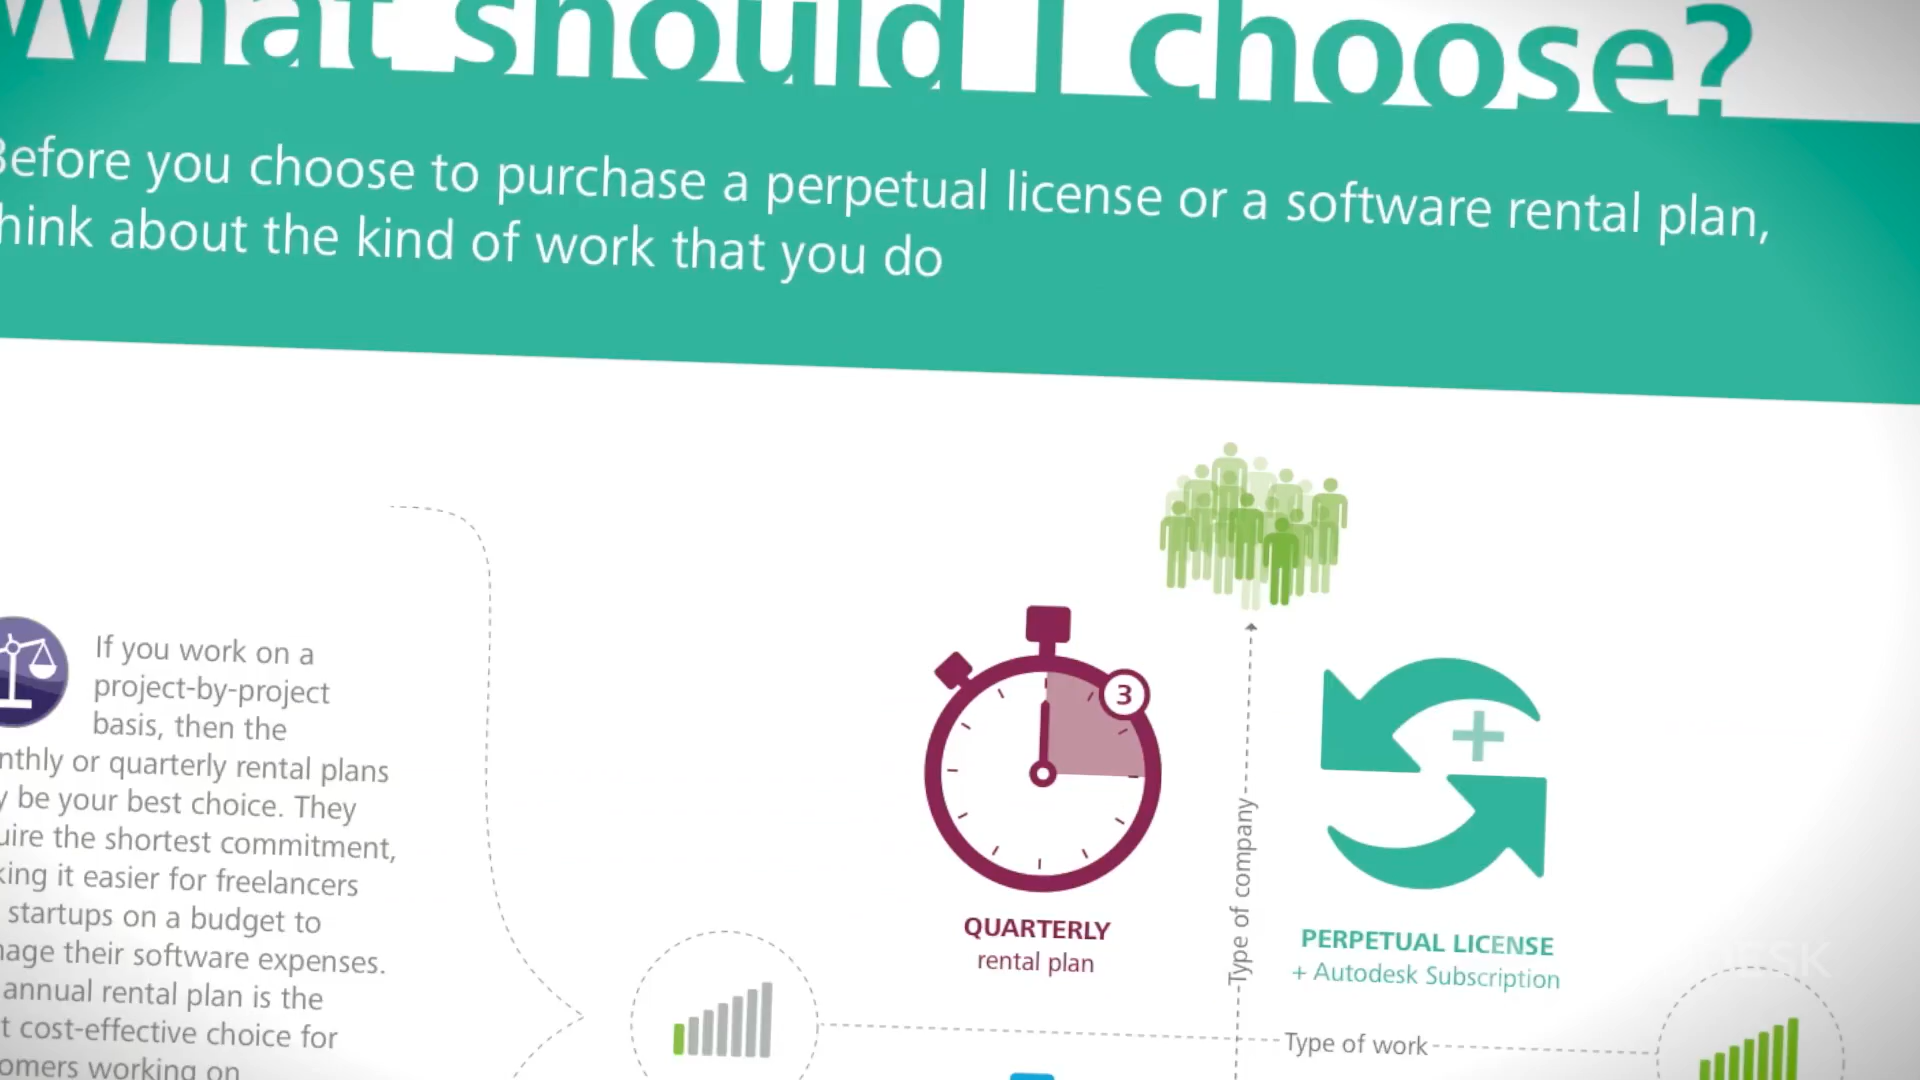 What should I choose?
Before you choose to purchase a perpetual license or a software rental plan,
think about the kind of work that you do
If you work on a
project-by-project
basis, then the
nthly or quarterly rental plans
y be your best choice. They
uire the shortest commitment,
king it easier for freelancers
startups on a budget to
nage their software expenses.
annual rental plan is the
t cost-effective choice for
omers working on
3
QUARTERLY
rental plan
Type of company
PERPETUAL LICENSE
+ Autodesk Subscription
DESK
Type of work